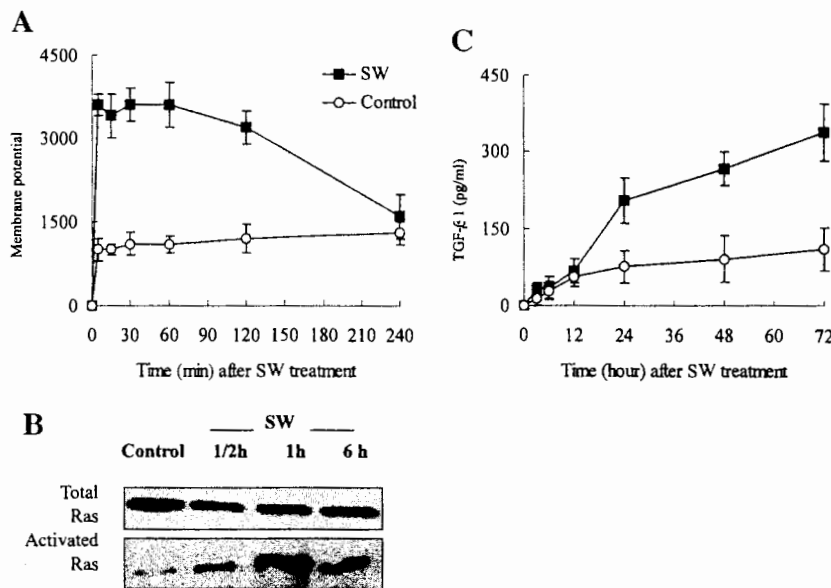 A
4500
3000
1500
0
Membrane potential
SW
Control
0 30 60 90 120 150 180 210 240
Time (min) after SW treatment
C
450
300
150
0
TGF-β 1 (pg/ml)
0 12 24 36 48 60 72
Time (hour) after SW treatment
B
SW
Control 1/2h 1h 6 h
Total
Ras
Activated
Ras